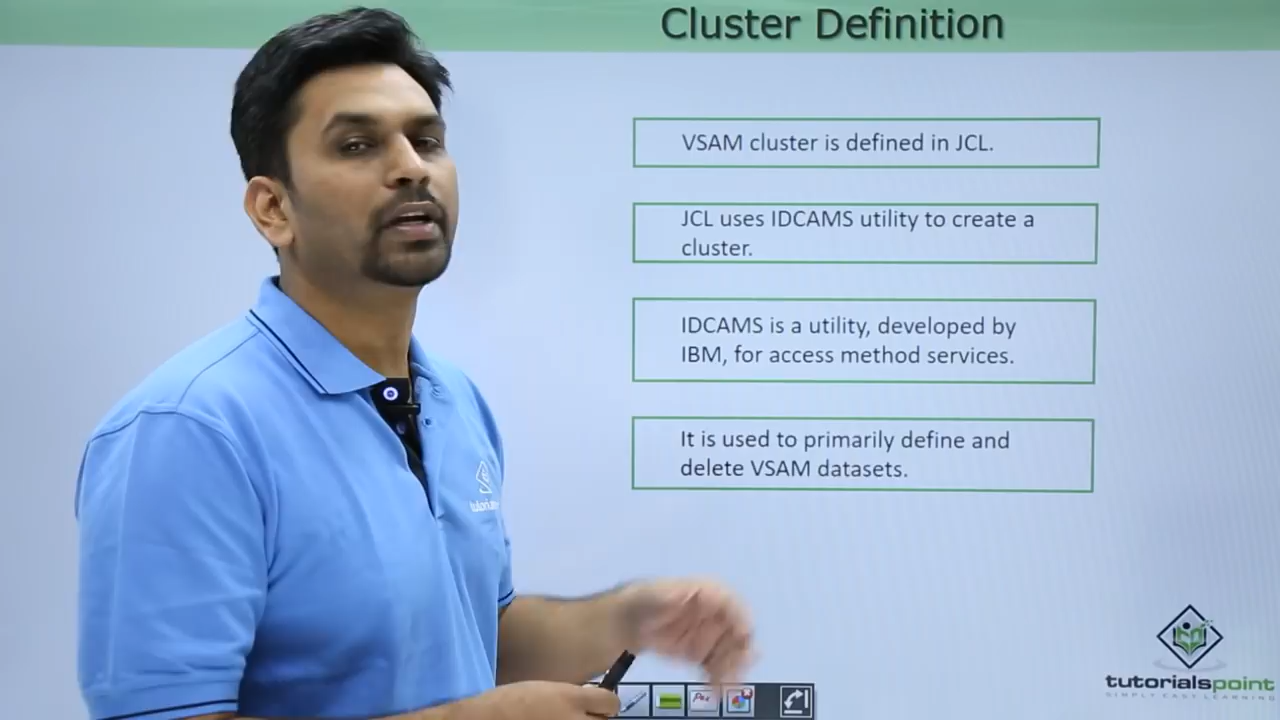 Cluster Definition
VSAM cluster is defined in JCL.
JCL uses IDCAMS utility to create a
cluster.
IDCAMS is a utility, developed by
IBM, for access method services.
It is used to primarily define and
delete VSAM datasets.
tutorialspoint
SIMPLY EASY LEARNING